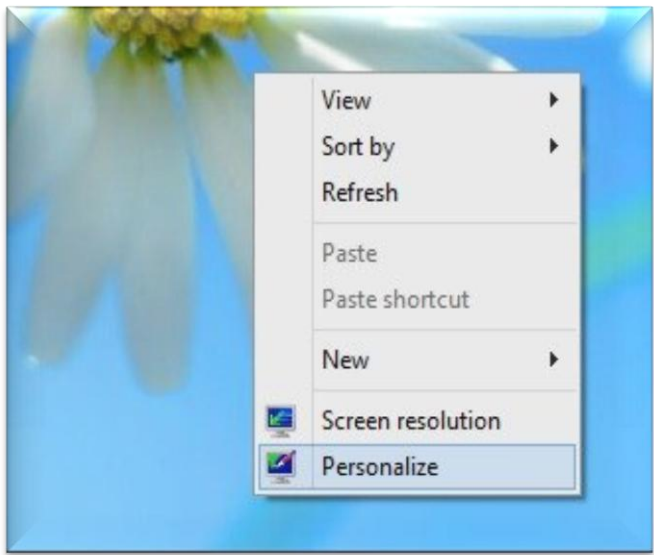 View
Sort by
Refresh
Paste
Paste shortcut
New
Screen resolution
Personalize